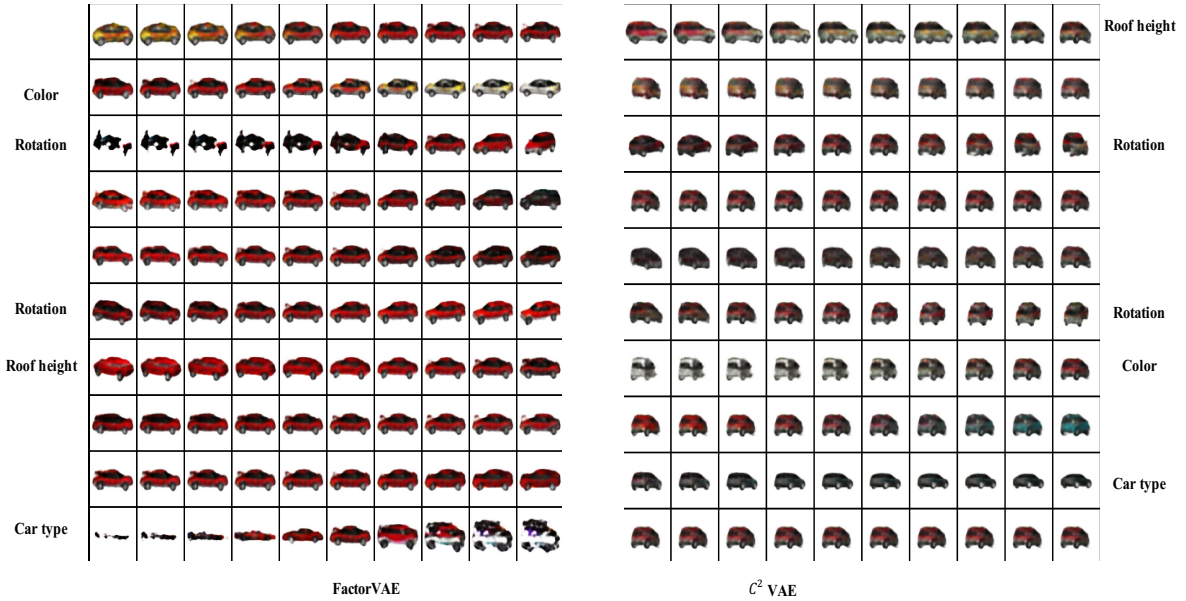 Roof height
Color
Rotation
Rotation
Rotation
Rotation
Roof height
Color
Car type
Car type
FactorVAE
C² VAE